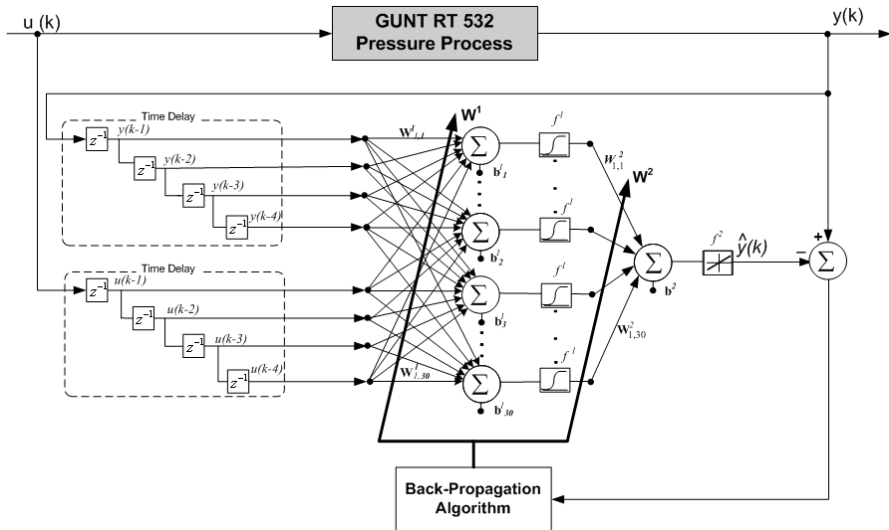 u (k)
GUNT RT 532
Pressure Process
y(k)
Time Delay
z⁻¹
y(k-1)
z⁻¹
y(k-2)
z⁻¹
y(k-3)
z⁻¹
y(k-4)
Time Delay
z⁻¹
u(k-1)
z⁻¹
u(k-2)
z⁻¹
u(k-3)
z⁻¹
u(k-4)
W¹
W¹₁,₁
W¹₁,₃₀
Σ
b¹₁
Σ
b¹₂
Σ
b¹₃
Σ
b¹₃₀
f¹
f¹
f¹
f¹
W²
W²₁,₁
W²₁,₃₀
Σ
b²
f²
ŷ(k)
+
−
Σ
Back-Propagation
Algorithm